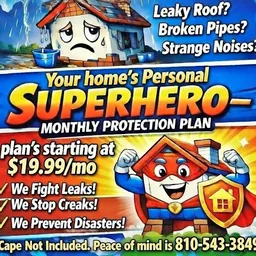 Leaky Roof?
Broken Pipes?
Strange Noises?
Your home's Personal
SUPERHERO–
MONTHLY PROTECTION PLAN
plan's starting at
$19.99/mo
✓ We Fight Leaks!
✓ We Stop Creaks!
✓ We Prevent Disasters!
Cape Not Included. Peace of mind is 810-543-3849